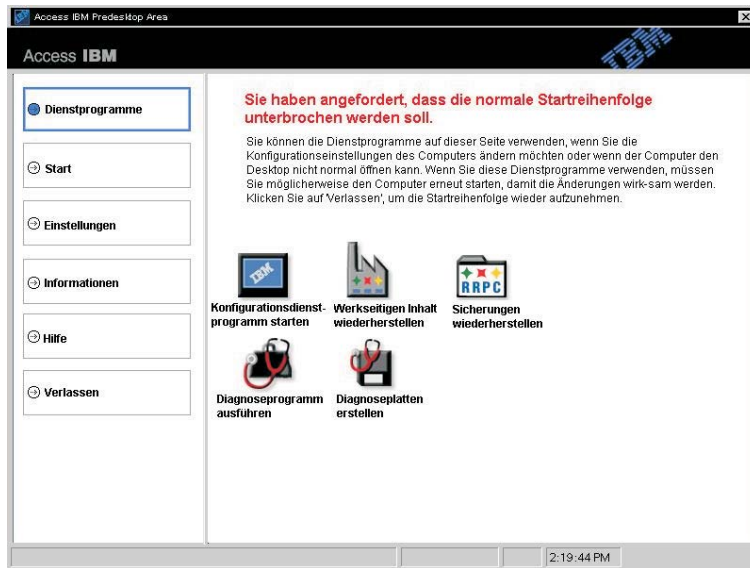 Access IBM Predesktop Area
Access IBM
IBM
Dienstprogramme
Start
Einstellungen
Informationen
Hilfe
Verlassen
Sie haben angefordert, dass die normale Startreihenfolge
unterbrochen werden soll.
Sie können die Dienstprogramme auf dieser Seite verwenden, wenn Sie die
Konfigurationseinstellungen des Computers ändern möchten oder wenn der Computer den
Desktop nicht normal öffnen kann. Wenn Sie diese Dienstprogramme verwenden, müssen
Sie möglicherweise den Computer erneut starten, damit die Änderungen wirk-sam werden.
Klicken Sie auf 'Verlassen', um die Startreihenfolge wieder aufzunehmen.
IBM
Konfigurationsdienst-
programm starten
Werkseitigen Inhalt
wiederherstellen
RRPC
Sicherungen
wiederherstellen
Diagnoseprogramm
ausführen
Diagnoseplatten
erstellen
2:19:44 PM